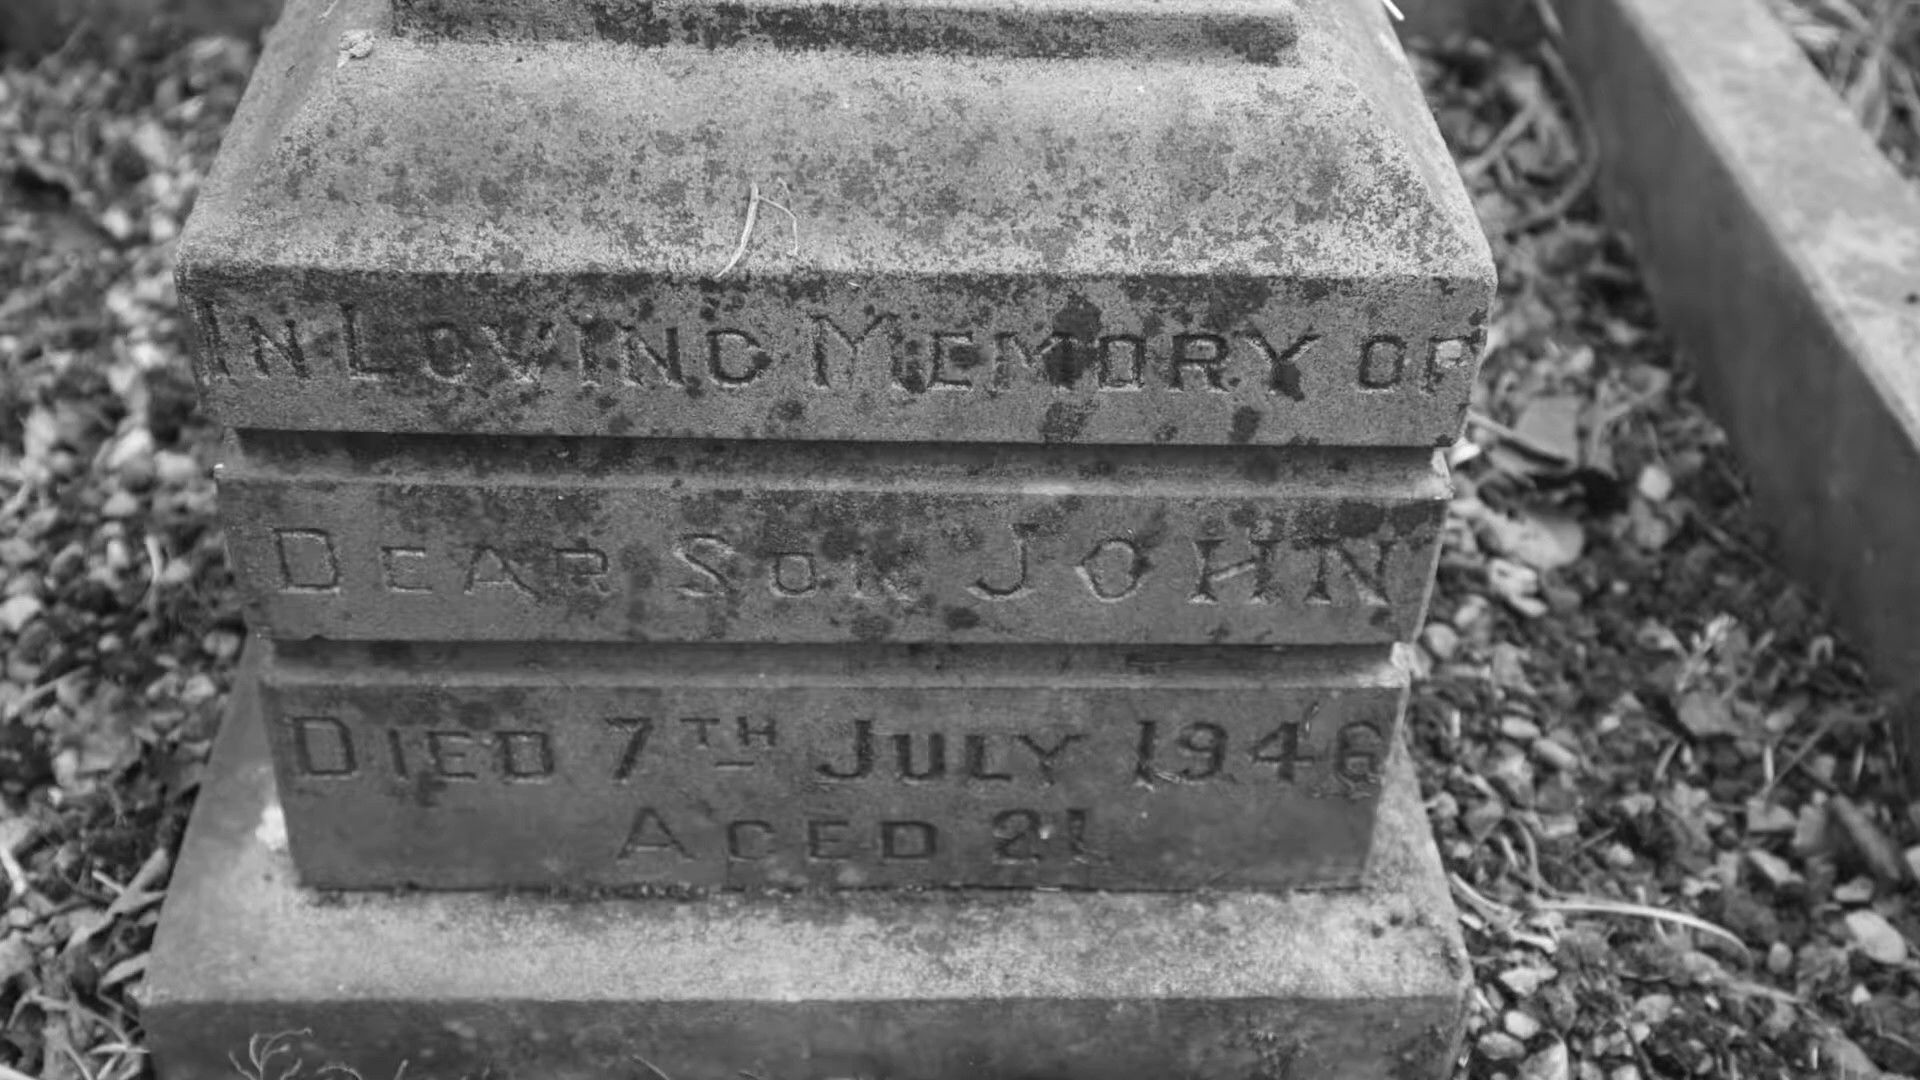 IN LOVING MEMORY OF
DEAR SON JOHN
DIED 7TH JULY 1946
AGED 21